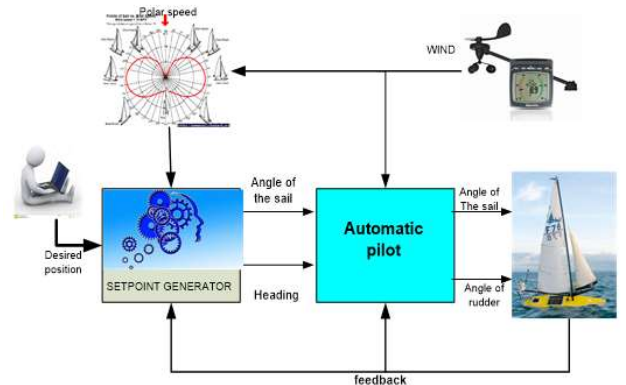 Polar speed
WIND
Angle of
the sail
Angle of
The sail
Automatic
pilot
Desired
position
SETPOINT GENERATOR
Heading
Angle of
rudder
feedback